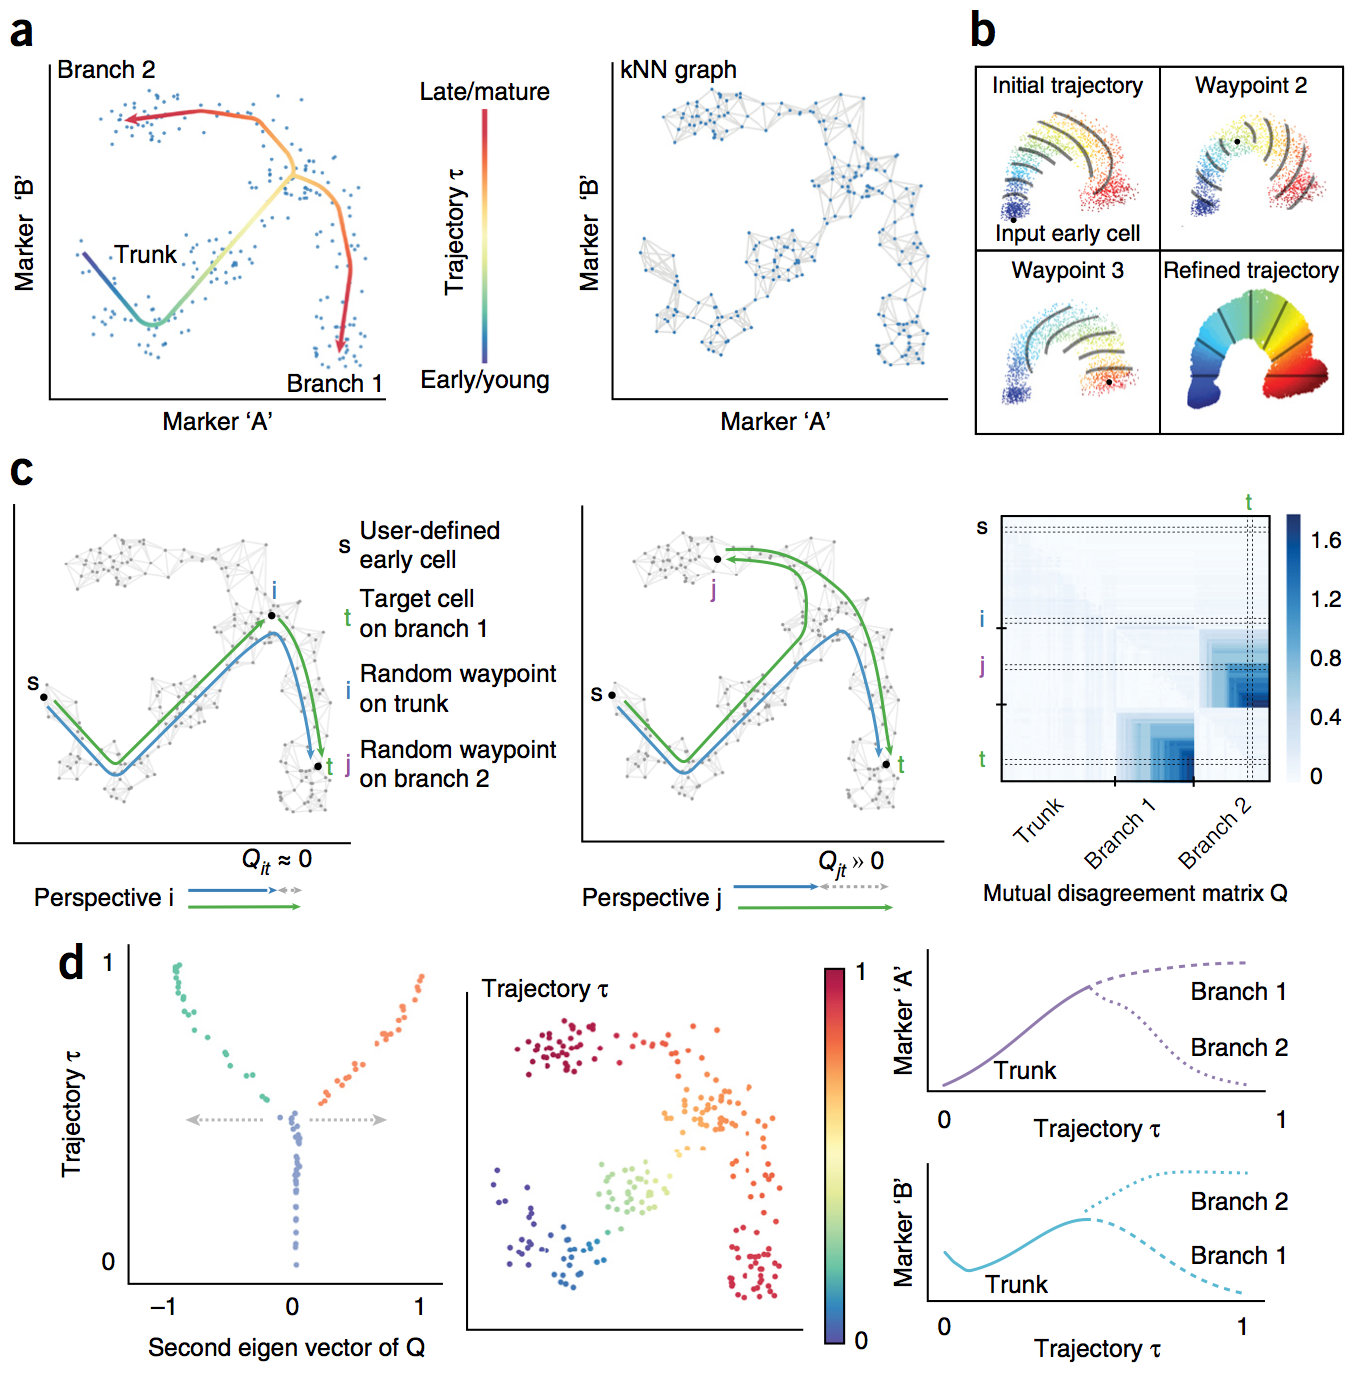 a
Branch 2
Late/mature
Trajectory τ
Early/young
Trunk
Branch 1
Marker ‘B’
Marker ‘A’
kNN graph
Marker ‘B’
Marker ‘A’
b
Initial trajectory
Input early cell
Waypoint 2
Waypoint 3
Refined trajectory
c
s
i
t
s User-defined
early cell
t Target cell
on branch 1
i Random waypoint
on trunk
j Random waypoint
on branch 2
Qit ≈ 0
Perspective i
s
j
t
Qjt » 0
Perspective j
t
s
i
j
t
1.6
1.2
0.8
0.4
0
Trunk
Branch 1
Branch 2
Mutual disagreement matrix Q
d
1
0
Trajectory τ
–1 0 1
Second eigen vector of Q
Trajectory τ
1
0
Marker ‘A’
Branch 1
Branch 2
Trunk
0 1
Trajectory τ
Marker ‘B’
Branch 2
Branch 1
Trunk
0 1
Trajectory τ